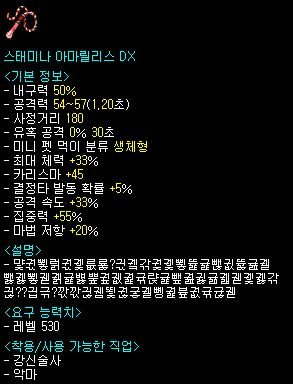 스태미나 아마릴리스 DX
<기본 정보>
- 내구력 50%
- 공격력 54~57(1,20초)
- 사정거리 180
- 유혹 공격 0% 30초
- 미니 펫 먹이 분류 생체형
- 최대 체력 +33%
- 카리스마 +45
- 결정타 발동 확률 +5%
- 공격 속도 +33%
- 집중력 +55%
- 마법 저항 +20%
<설명>
<요구 능력치>
- 레벨 530
<착용/사용 가능한 직업>
- 강신술사
- 악마